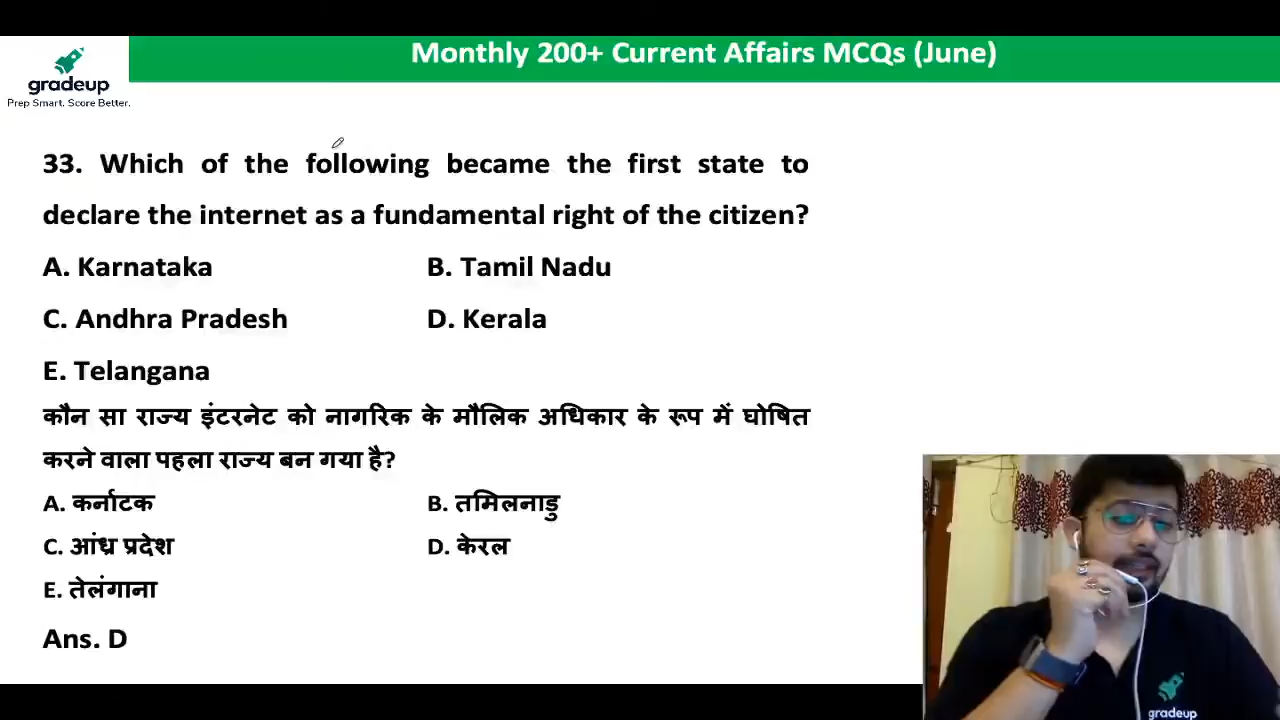 Monthly 200+ Current Affairs MCQs (June)
gradeup
Prep Smart. Score Better.
33. Which of the following became the first state to
declare the internet as a fundamental right of the citizen?
A. Karnataka B. Tamil Nadu
C. Andhra Pradesh D. Kerala
E. Telangana
कौन सा राज्य इंटरनेट को नागरिक के मौलिक अधिकार के रूप में घोषित
करने वाला पहला राज्य बन गया है?
A. कर्नाटक B. तमिलनाडु
C. आंध्र प्रदेश D. केरल
E. तेलंगाना
Ans. D
gradeup